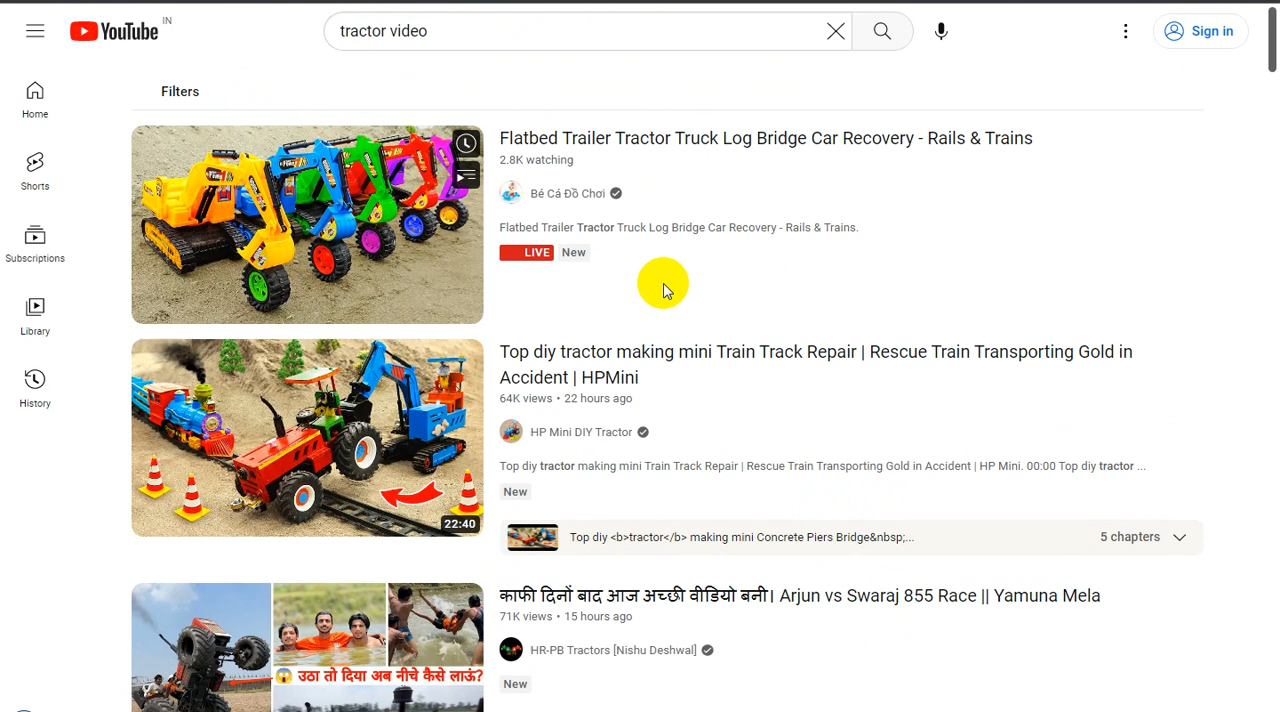 YouTube IN
tractor video
Sign in
Home
Shorts
Subscriptions
Library
History
Filters
Flatbed Trailer Tractor Truck Log Bridge Car Recovery - Rails & Trains
2.8K watching
Bé Cá Đồ Chơi
Flatbed Trailer Tractor Truck Log Bridge Car Recovery - Rails & Trains.
LIVE New
22:40
Top diy tractor making mini Train Track Repair | Rescue Train Transporting Gold in
Accident | HPMini
64K views • 22 hours ago
HP Mini DIY Tractor
Top diy tractor making mini Train Track Repair | Rescue Train Transporting Gold in Accident | HP Mini. 00:00 Top diy tractor ...
New
Top diy <b>tractor</b> making mini Concrete Piers Bridge&nbsp;...
5 chapters
उठा तो दिया अब नीचे कैसे लाऊं?
काफी दिनों बाद आज अच्छी वीडियो बनी। Arjun vs Swaraj 855 Race || Yamuna Mela
71K views • 15 hours ago
HR-PB Tractors [Nishu Deshwal]
New